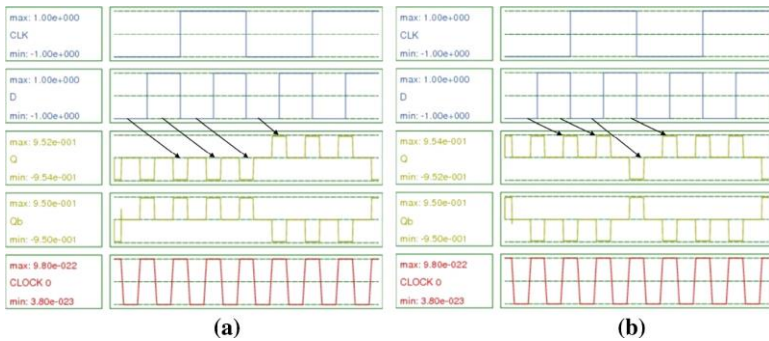 max: 1.00e+000
CLK
min: -1.00e+000
max: 1.00e+000
D
min: -1.00e+000
max: 9.52e-001
Q
min: -9.54e-001
max: 9.50e-001
Qb
min: -9.50e-001
max: 9.80e-022
CLOCK 0
min: 3.80e-023
(a)
max: 1.00e+000
CLK
min: -1.00e+000
max: 1.00e+000
D
min: -1.00e+000
max: 9.54e-001
Q
min: -9.52e-001
max: 9.50e-001
Qb
min: -9.50e-001
max: 9.80e-022
CLOCK 0
min: 3.80e-023
(b)